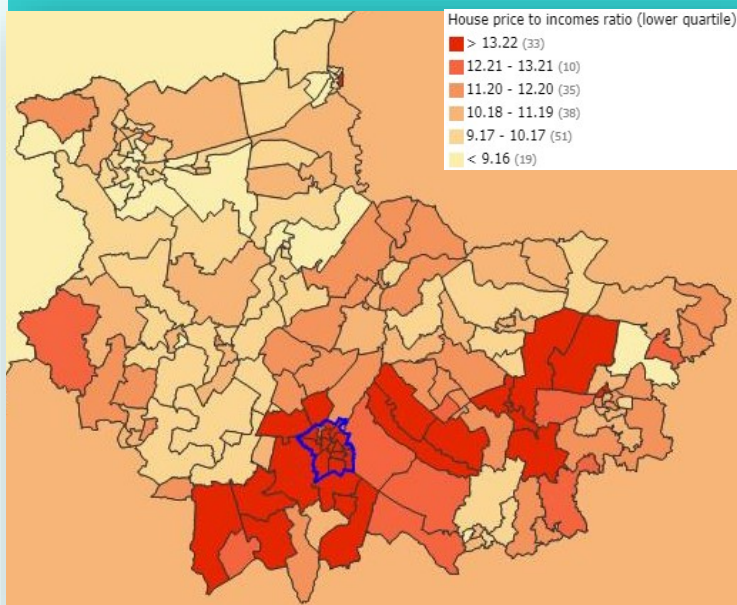 House price to incomes ratio (lower quartile)
> 13.22 (33)
12.21 - 13.21 (10)
11.20 - 12.20 (35)
10.18 - 11.19 (38)
9.17 - 10.17 (51)
< 9.16 (19)